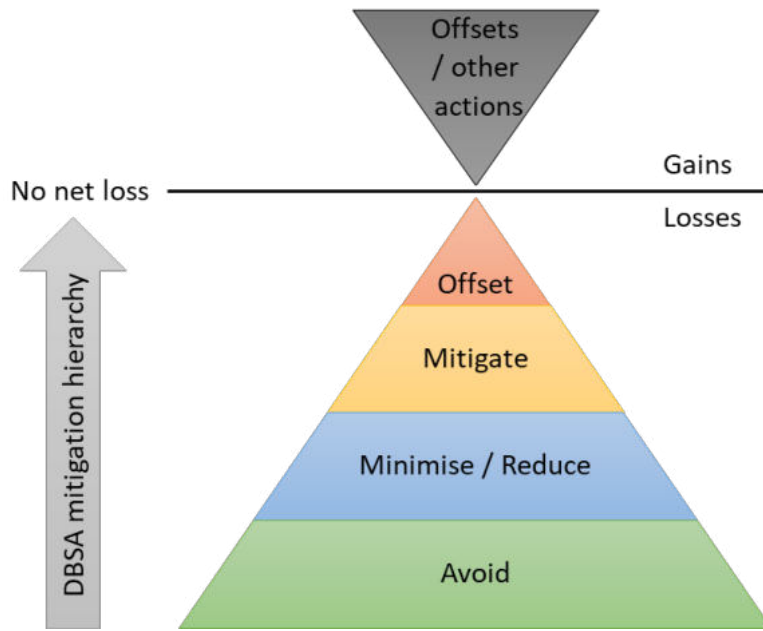 Offsets
/ other
actions
Gains
No net loss
Losses
Offset
Mitigate
Minimise / Reduce
Avoid
DBSA mitigation hierarchy